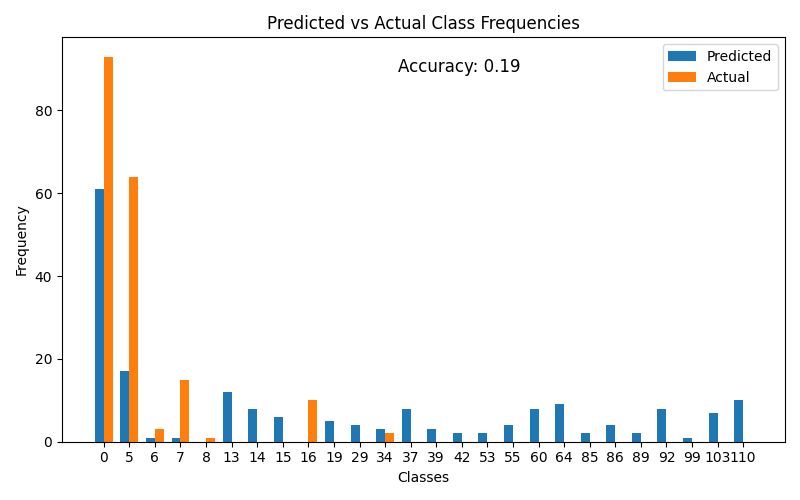 Predicted vs Actual Class Frequencies
Accuracy: 0.19
Predicted
Actual
80
60
40
20
0
Frequency
0 5 6 7 8 13 14 15 16 19 29 34 37 39 42 53 55 60 64 85 86 89 92 99 103 110
Classes